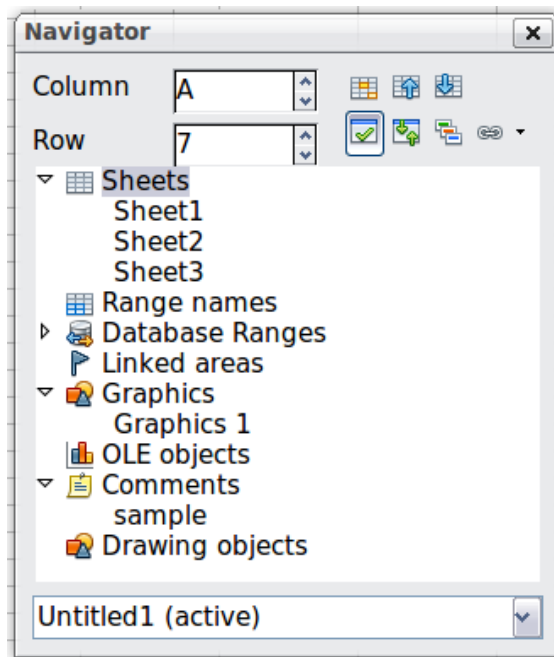 Navigator
Column A
Row 7
Sheets
Sheet1
Sheet2
Sheet3
Range names
Database Ranges
Linked areas
Graphics
Graphics 1
OLE objects
Comments
sample
Drawing objects
Untitled1 (active)